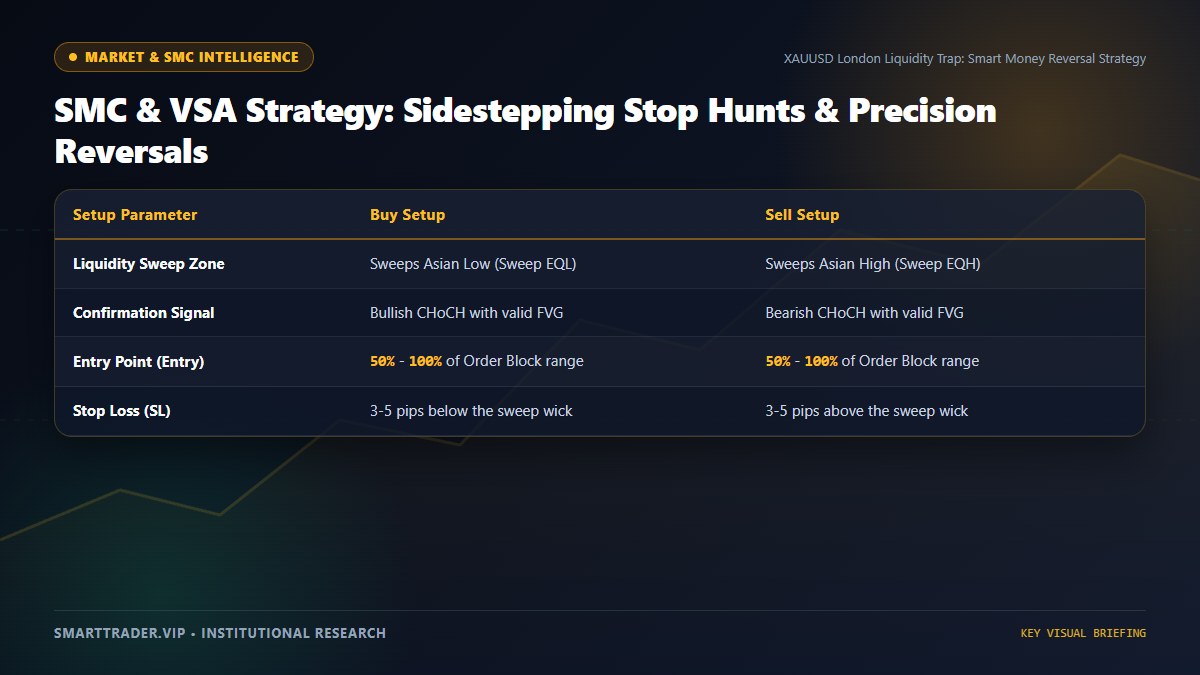 MARKET & SMC INTELLIGENCE
XAUUSD London Liquidity Trap: Smart Money Reversal Strategy
SMC & VSA Strategy: Sidestepping Stop Hunts & Precision
Reversals
Setup Parameter Buy Setup Sell Setup
Liquidity Sweep Zone Sweeps Asian Low (Sweep EQL) Sweeps Asian High (Sweep EQH)
Confirmation Signal Bullish CHoCH with valid FVG Bearish CHoCH with valid FVG
Entry Point (Entry) 50% - 100% of Order Block range 50% - 100% of Order Block range
Stop Loss (SL) 3-5 pips below the sweep wick 3-5 pips above the sweep wick
SMARTTRADER.VIP • INSTITUTIONAL RESEARCH
KEY VISUAL BRIEFING